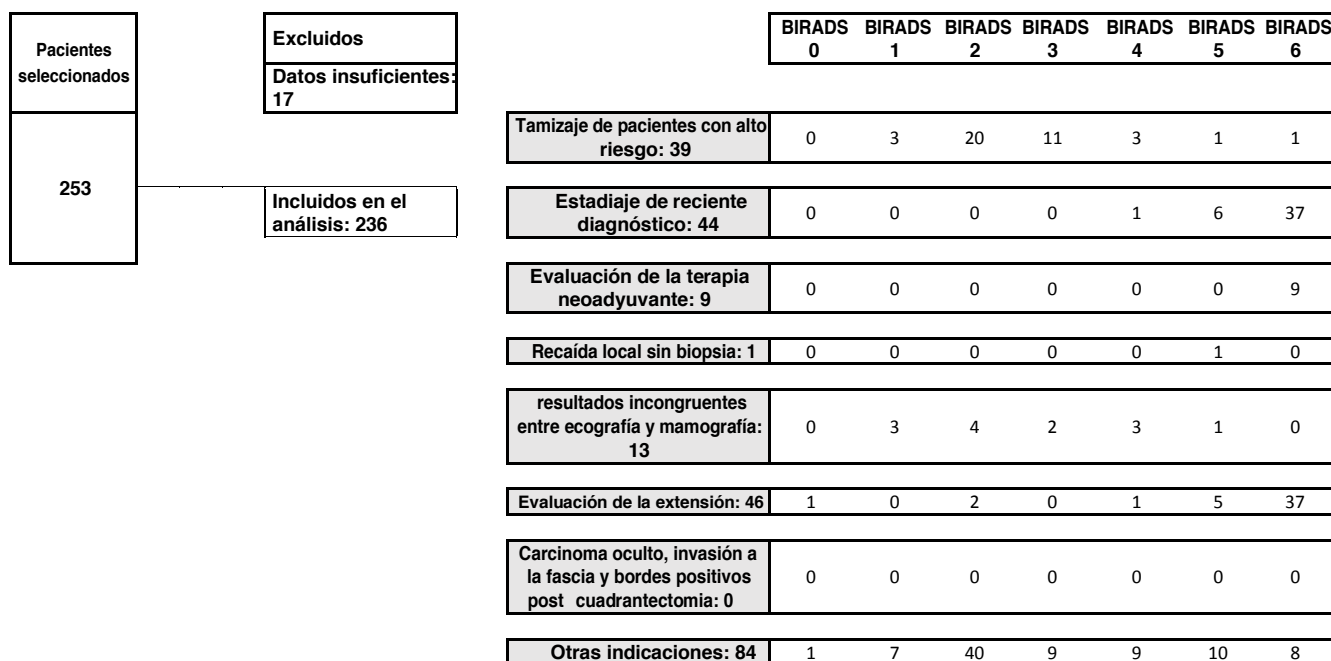 Pacientes
seleccionados
253
Excluidos
Datos insuficientes:
17
Incluidos en el
análisis: 236
BIRADS BIRADS BIRADS BIRADS BIRADS BIRADS BIRADS
0 1 2 3 4 5 6
Tamizaje de pacientes con alto
riesgo: 39
0 3 20 11 3 1 1
Estadiaje de reciente
diagnóstico: 44
0 0 0 0 1 6 37
Evaluación de la terapia
neoadyuvante: 9
0 0 0 0 0 0 9
Recaída local sin biopsia: 1 0 0 0 0 0 1 0
resultados incongruentes
entre ecografía y mamografía:
13
0 3 4 2 3 1 0
Evaluación de la extensión: 46 1 0 2 0 1 5 37
Carcinoma oculto, invasión a
la fascia y bordes positivos
post cuadrantectomia: 0
0 0 0 0 0 0 0
Otras indicaciones: 84 1 7 40 9 9 10 8